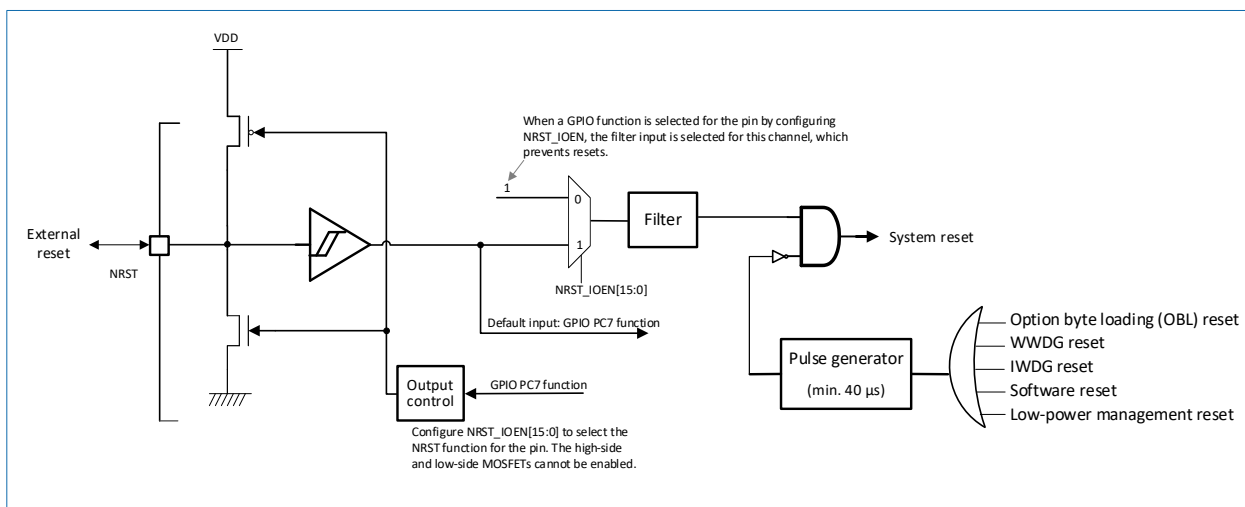 VDD
When a GPIO function is selected for the pin by configuring
NRST_IOEN, the filter input is selected for this channel, which
prevents resets.
1
0
Filter
External
reset
NRST
1
System reset
NRST_IOEN[15:0]
Default input: GPIO PC7 function
Option byte loading (OBL) reset
WWDG reset
IWDG reset
Software reset
Low-power management reset
Pulse generator
(min. 40 μs)
Output
control
GPIO PC7 function
Configure NRST_IOEN[15:0] to select the
NRST function for the pin. The high-side
and low-side MOSFETs cannot be enabled.